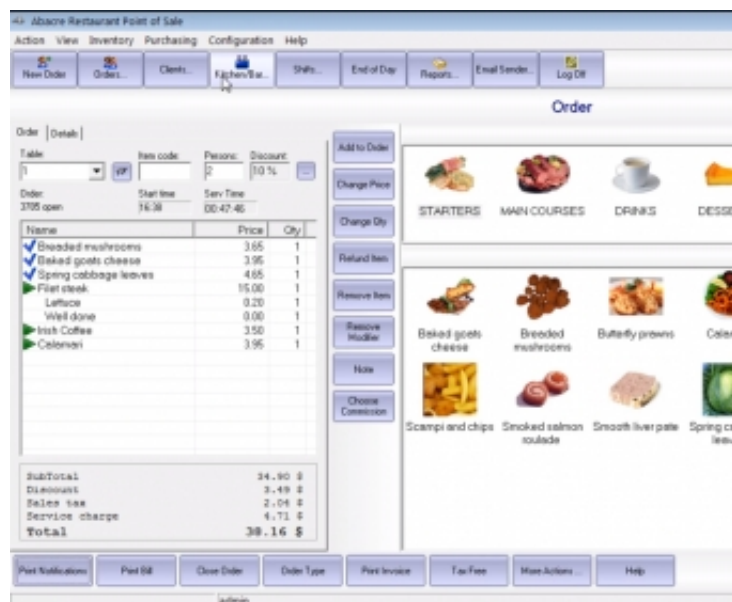 Abacre Restaurant Point of Sale
Action View Inventory Purchasing Configuration Help
New Order Orders... Clients... Kitchen/Bar... Shifts... End of Day Reports... Email Sender... Log Off
Order
Order Details
Table: Item code: Persons: Discount:
1 VIP 2 10 % ...
Order: Start time Serv Time
3705 open 16:38 00:47:46
Name Price Qty
Breaded mushrooms 3.65 1
Baked goats cheese 3.95 1
Spring cabbage leaves 4.65 1
Filet steak 15.00 1
Lettuce 0.20 1
Well done 0.00 1
Irish Coffee 3.50 1
Calamari 3.95 1
SubTotal 34.90 $
Discount 3.49 $
Sales tax 2.04 $
Service charge 4.71 $
Total 38.16 $
Add to Order
Change Price
Change Qty
Refund Item
Remove Item
Remove
Modifier
Note
Choose
Commission
STARTERS MAIN COURSES DRINKS DESSE
Baked goats Breaded Butterfly prawns Calar
cheese mushrooms
Scampi and chips Smoked salmon Smooth liver pate Spring c
roulade leav
Print Notifications Print Bill Close Order Order Type Print Invoice Tax Free More Actions ... Help
admin